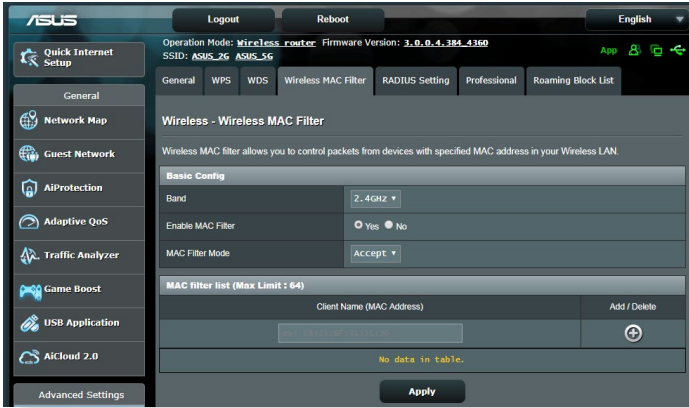 ASUS
Logout Reboot English
Operation Mode: Wireless router Firmware Version: 3.0.0.4.384_4360
SSID: ASUS_2G ASUS_5G
App
Quick Internet
Setup
General WPS WDS Wireless MAC Filter RADIUS Setting Professional Roaming Block List
General
Network Map
Guest Network
AiProtection
Adaptive QoS
Traffic Analyzer
Game Boost
USB Application
AiCloud 2.0
Advanced Settings
Wireless - Wireless MAC Filter
Wireless MAC filter allows you to control packets from devices with specified MAC address in your Wireless LAN.
Basic Config
Band 2.4GHz
Enable MAC Filter Yes No
MAC Filter Mode Accept
MAC filter list (Max Limit : 64)
Client Name (MAC Address) Add / Delete
No data in table.
Apply